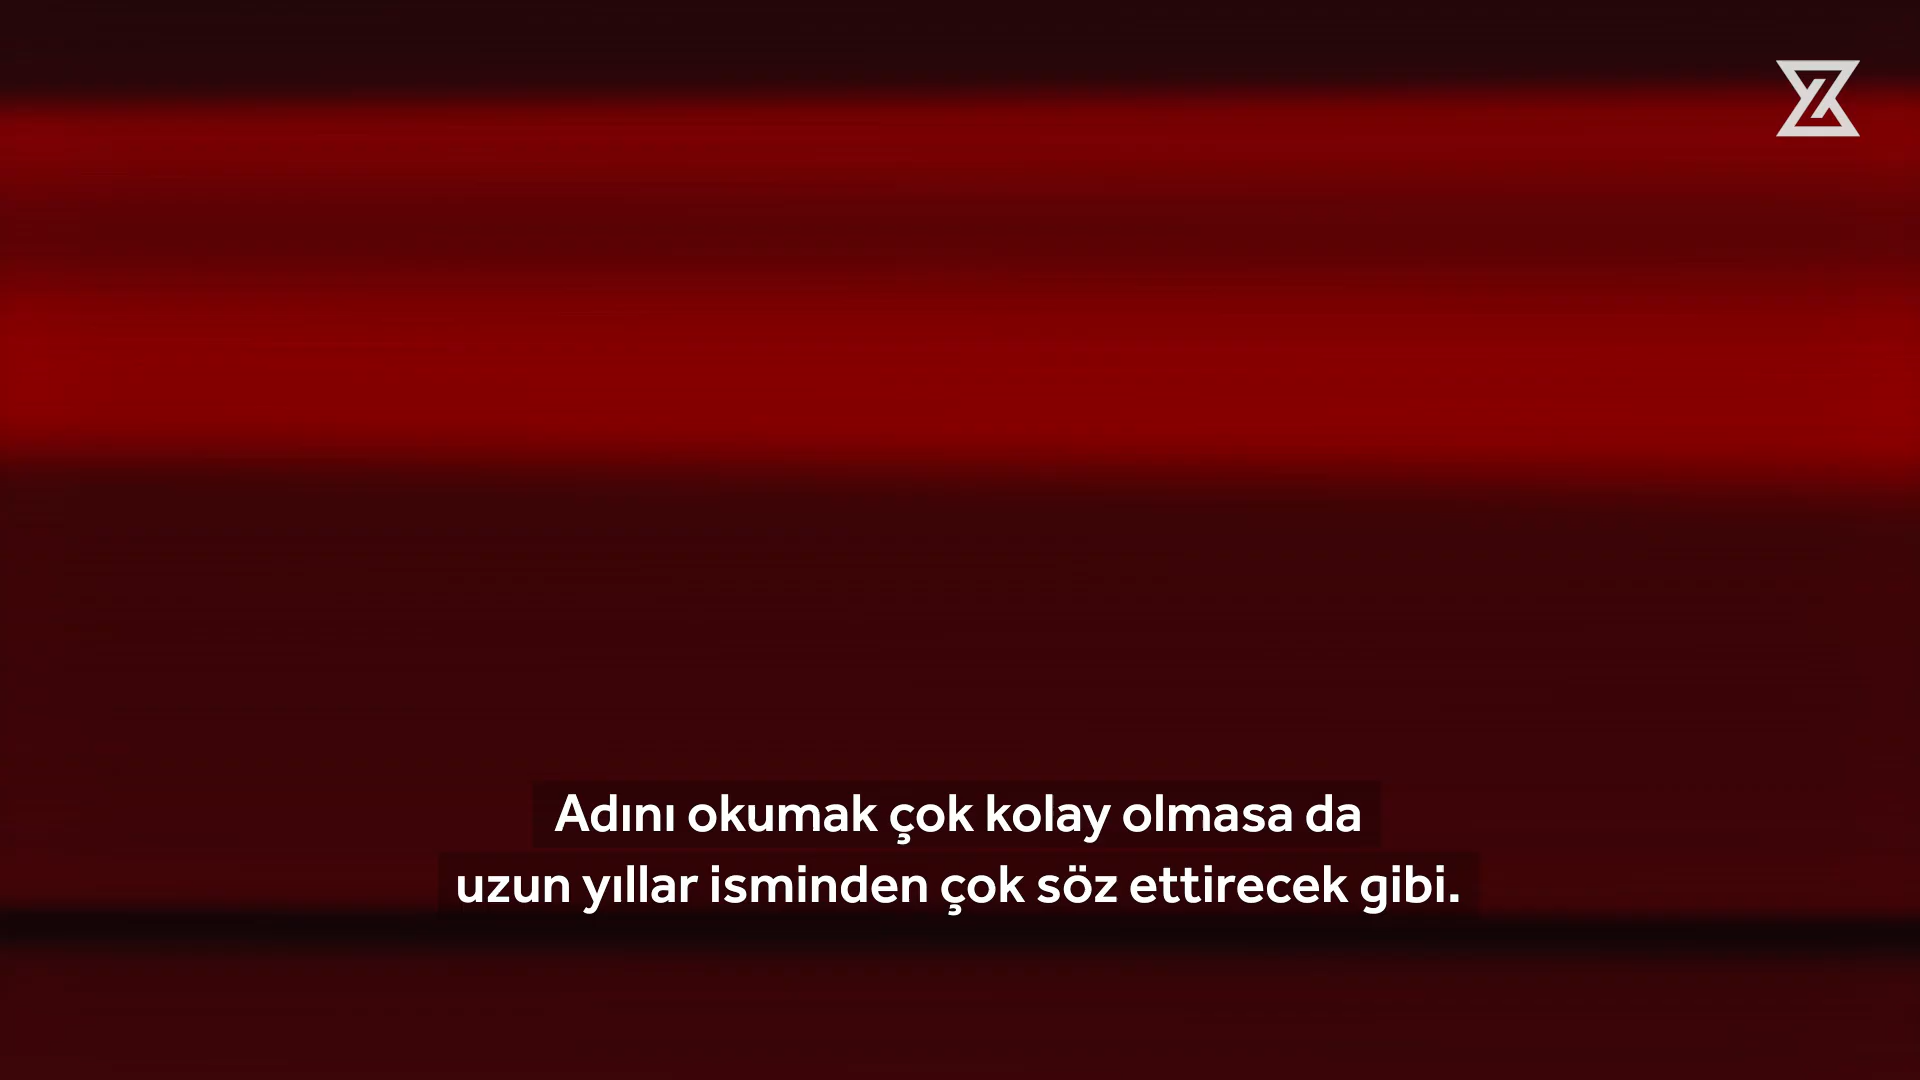 Adını okumak çok kolay olmasa da
uzun yıllar isminden çok söz ettirecek gibi.